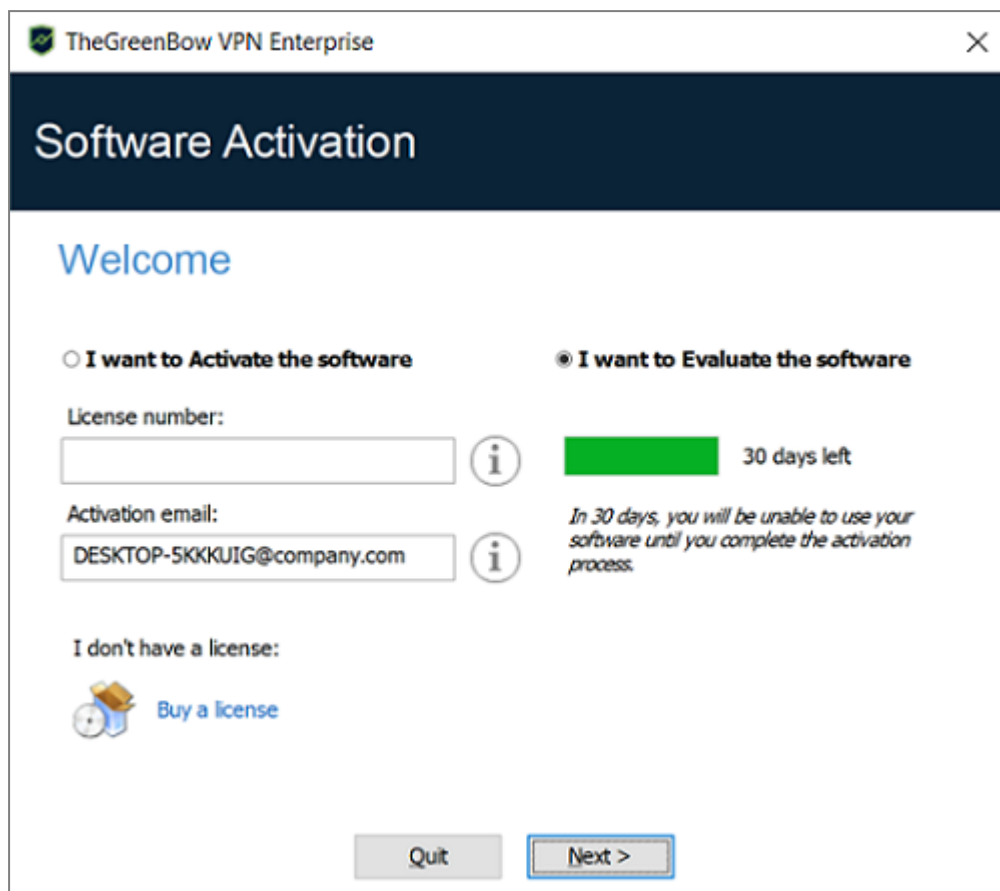 TheGreenBow VPN Enterprise
Software Activation
Welcome
I want to Activate the software
License number:
Activation email:
DESKTOP-5KKKUIG@company.com
I don't have a license:
Buy a license
I want to Evaluate the software
30 days left
In 30 days, you will be unable to use your
software until you complete the activation
process.
Quit
Next >